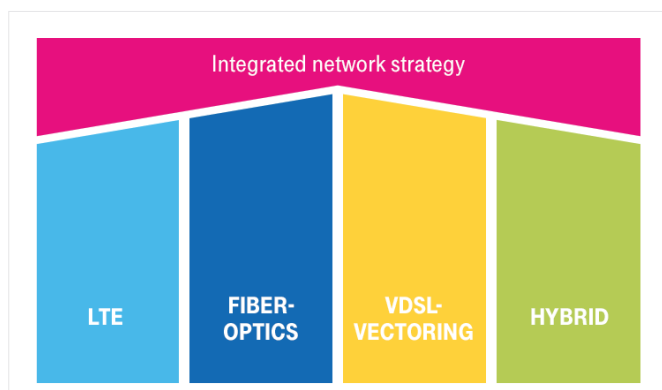 Integrated network strategy
LTE
FIBER-
OPTICS
VDSL-
VECTORING
HYBRID